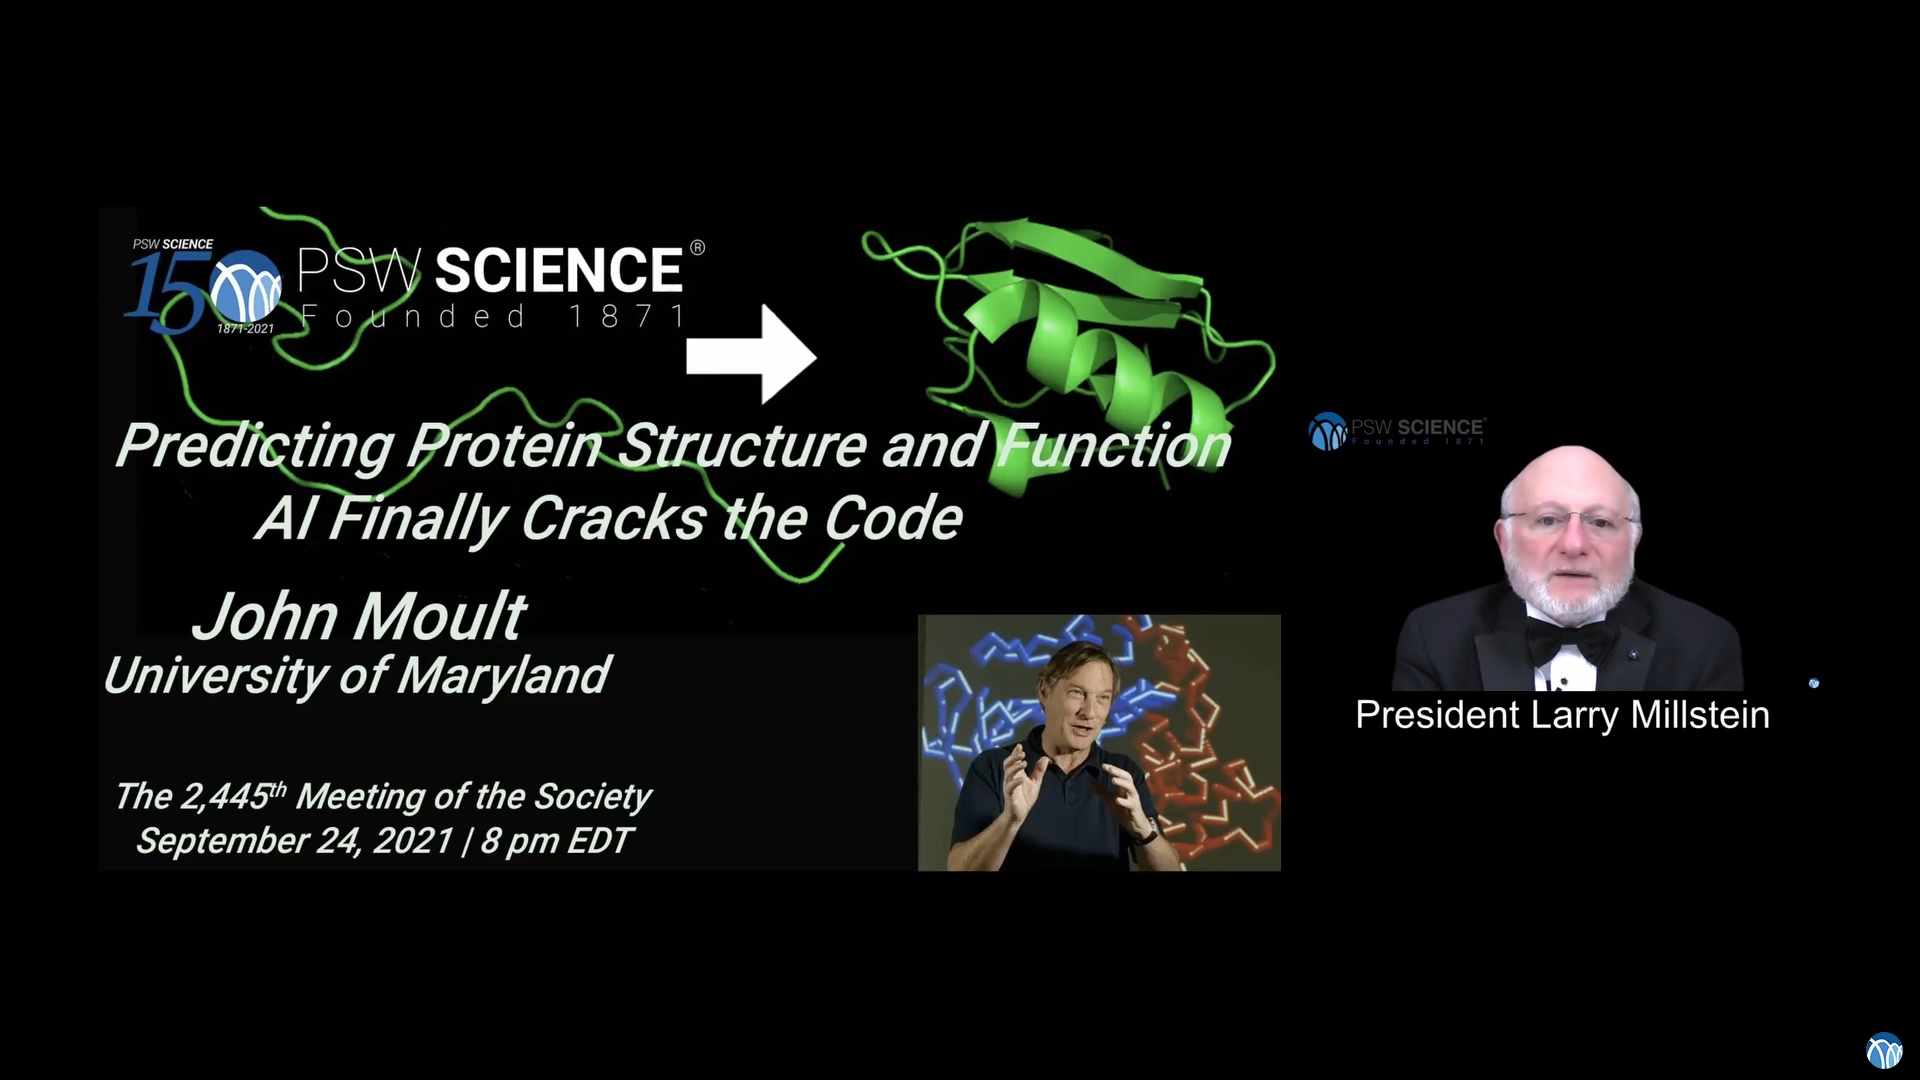 PSW SCIENCE
150
1871-2021
PSW SCIENCE®
Founded 1871
Predicting Protein Structure and Function
AI Finally Cracks the Code
John Moult
University of Maryland
The 2,445th Meeting of the Society
September 24, 2021 | 8 pm EDT
PSW SCIENCE®
Founded 1871
President Larry Millstein